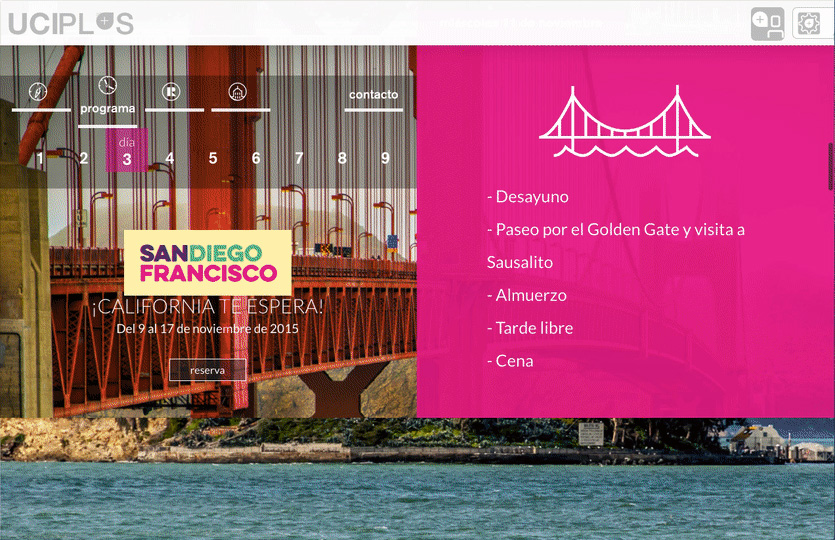 UCIPLUS
programa
contacto
día
1 2 3 4 5 6 7 8 9
SANDIEGO
FRANCISCO
¡CALIFORNIA TE ESPERA!
Del 9 al 17 de noviembre de 2015
reserva
- Desayuno
- Paseo por el Golden Gate y visita a
Sausalito
- Almuerzo
- Tarde libre
- Cena